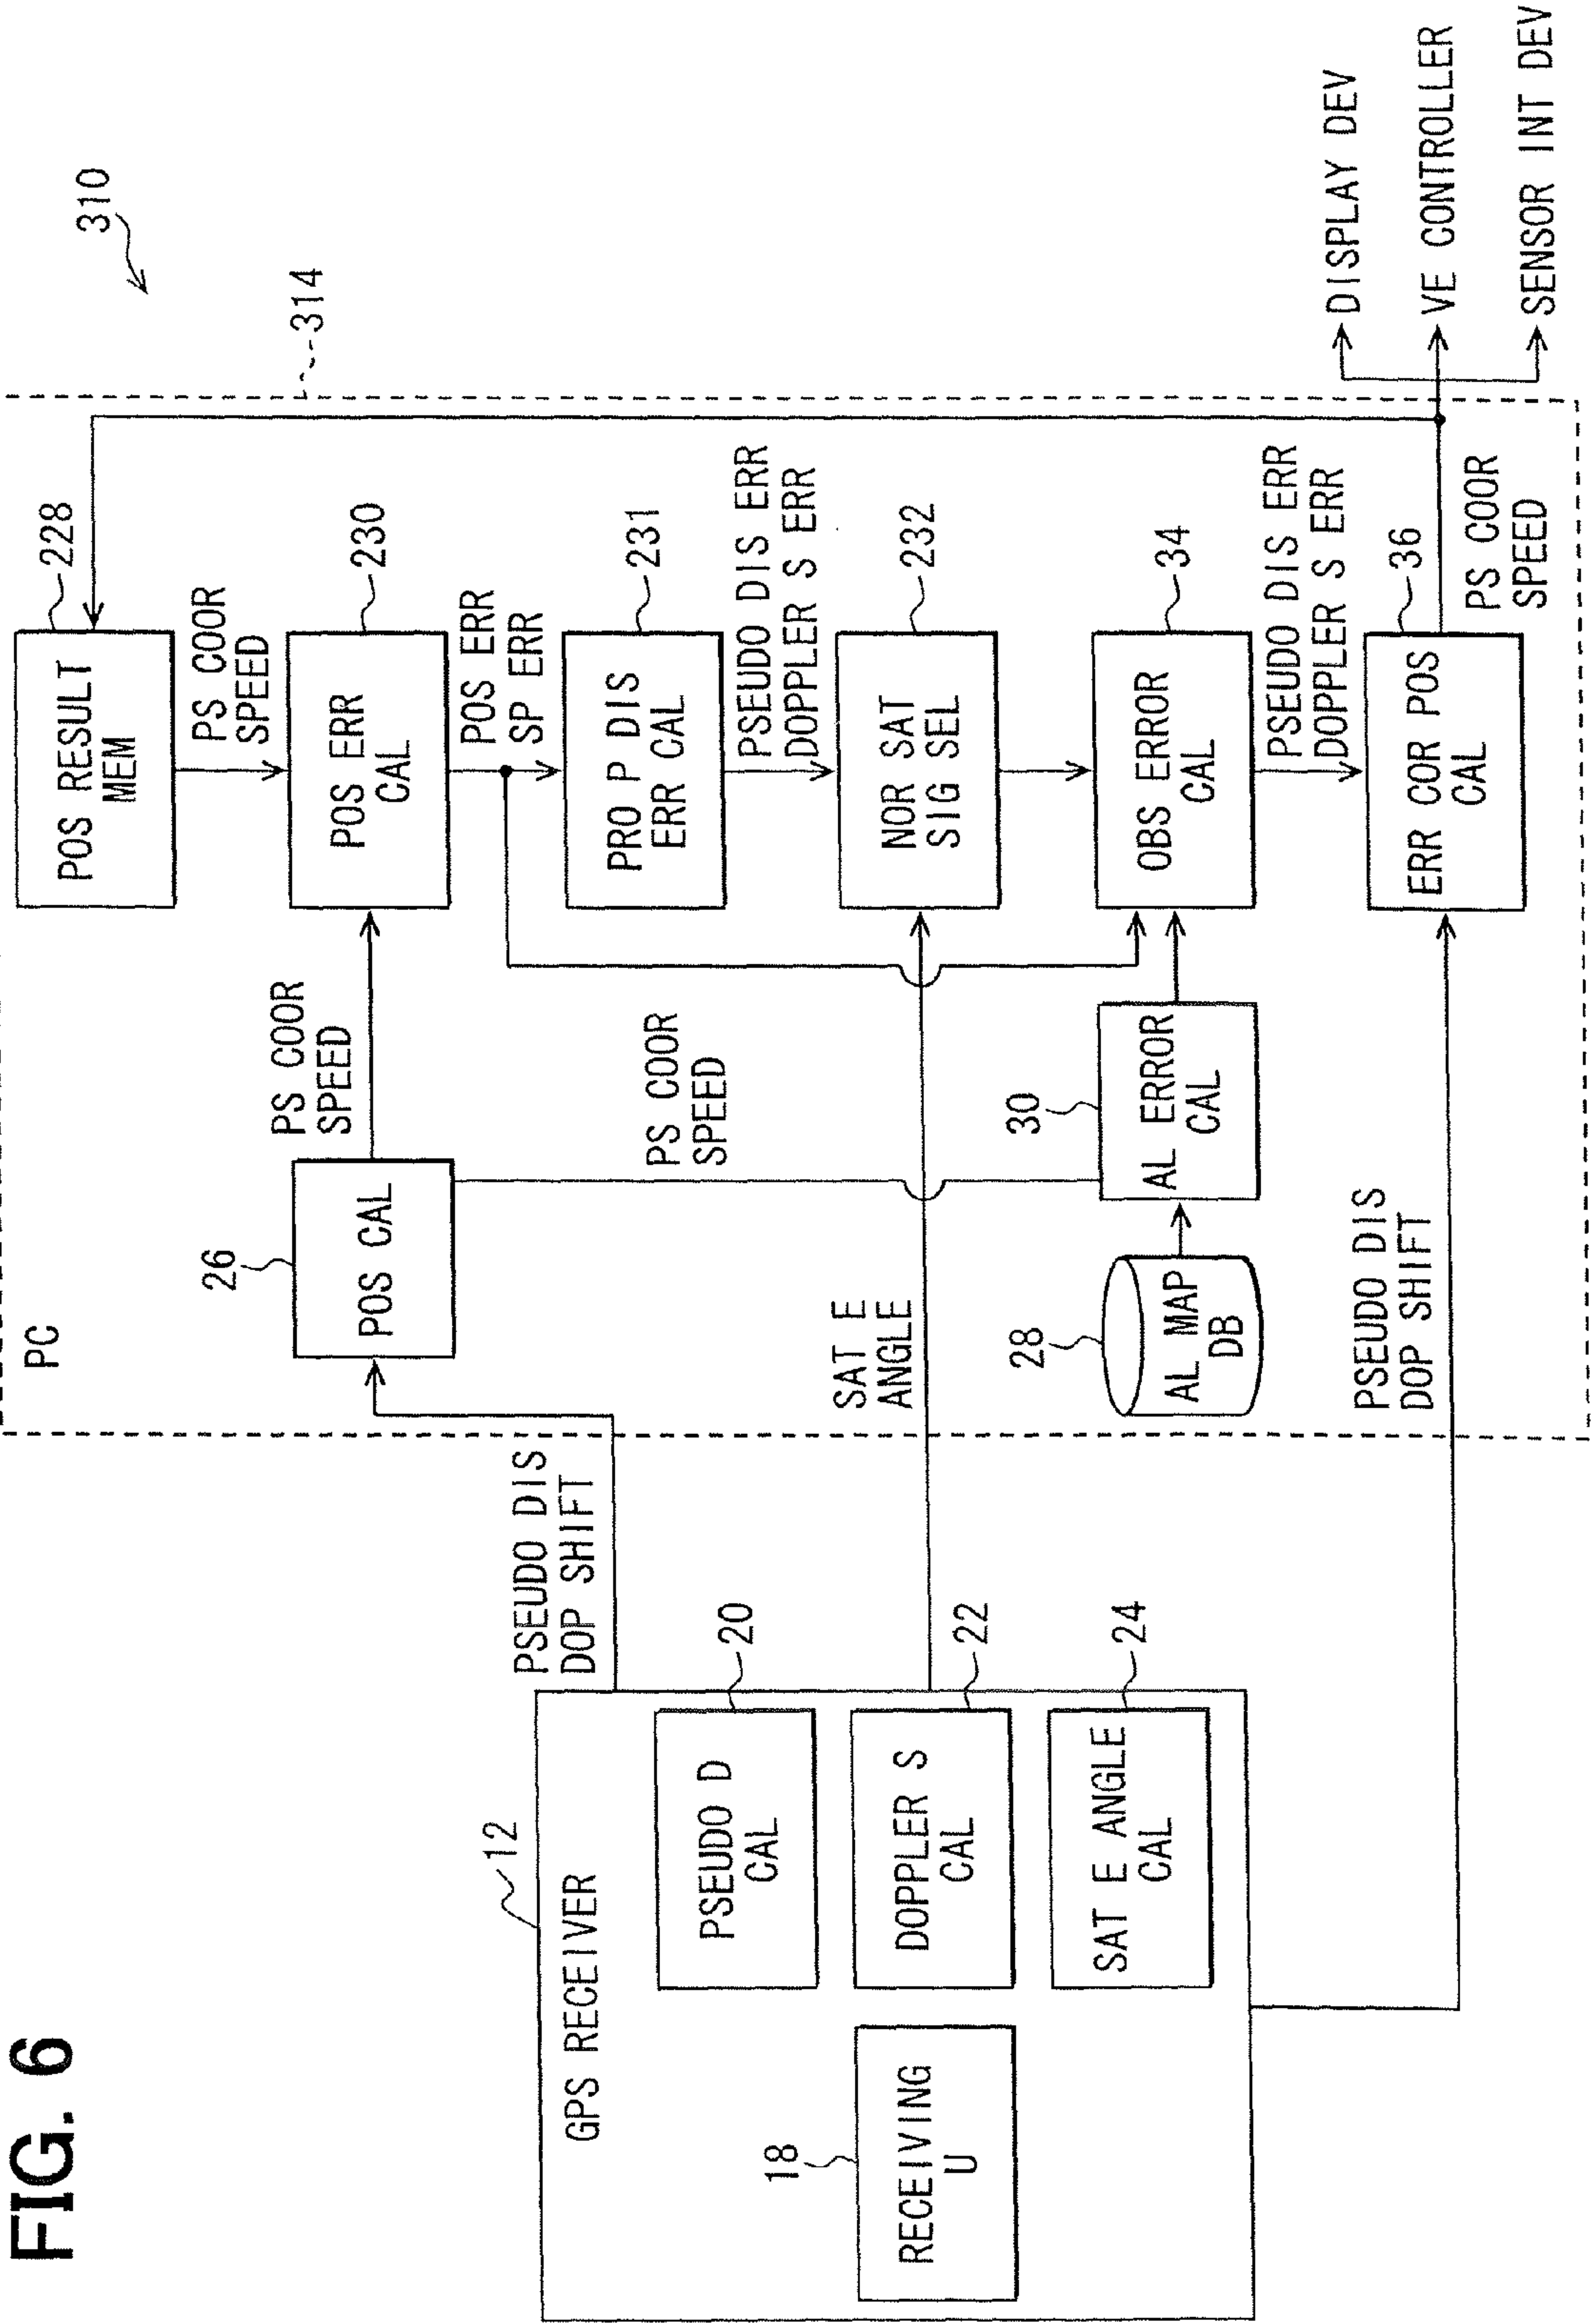 FIG. 6
310
314
PC
12
GPS RECEIVER
18
RECEIVING
U
PSEUDO D
CAL
20
DOPPLER S
CAL
22
SAT E ANGLE
CAL
24
PSEUDO DIS
DOP SHIFT
SAT E
ANGLE
PSEUDO DIS
DOP SHIFT
26
POS CAL
PS COOR
SPEED
PS COOR
SPEED
28
AL MAP
DB
30
AL ERROR
CAL
POS RESULT
MEM
228
PS COOR
SPEED
POS ERR
CAL
230
POS ERR
SP ERR
PRO P DIS
ERR CAL
231
PSEUDO DIS ERR
DOPPLER S ERR
NOR SAT
SIG SEL
232
OBS ERROR
CAL
34
PSEUDO DIS ERR
DOPPLER S ERR
ERR COR POS
CAL
36
PS COOR
SPEED
DISPLAY DEV
VE CONTROLLER
SENSOR INT DEV